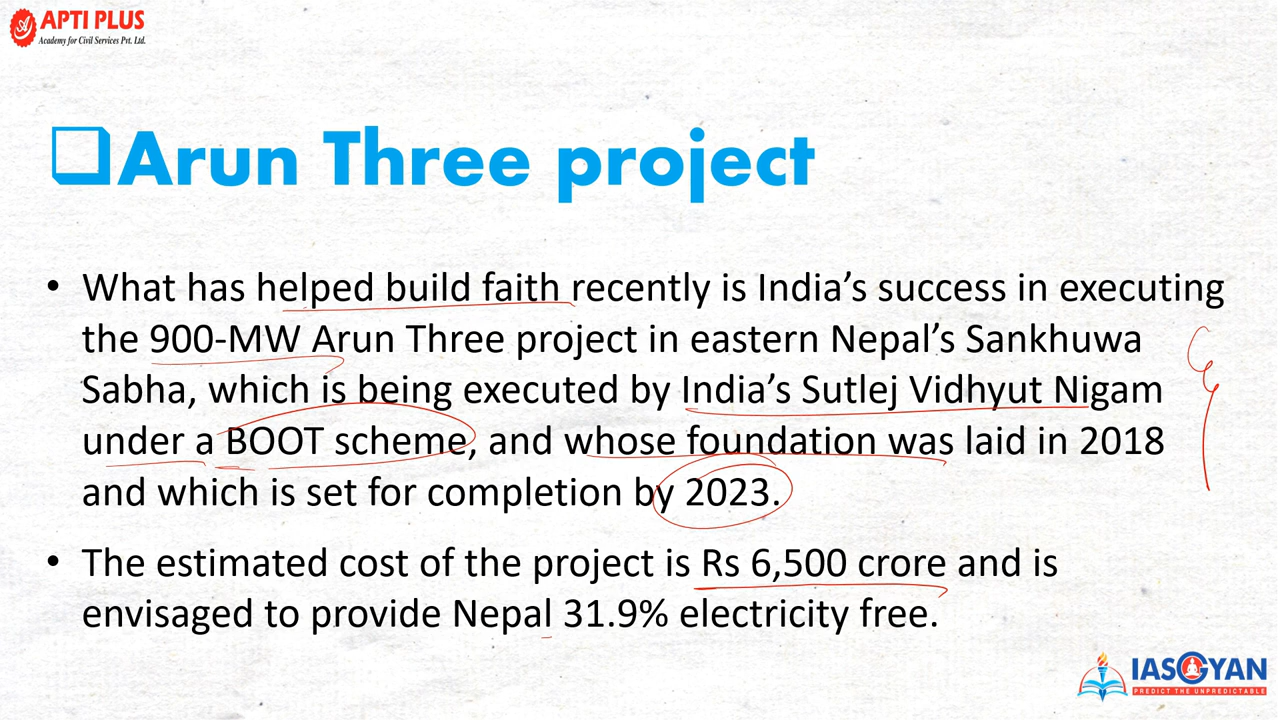 APTI PLUS
Academy for Civil Services Pvt. Ltd.
Arun Three project
• What has helped build faith recently is India's success in executing
the 900-MW Arun Three project in eastern Nepal's Sankhuwa
Sabha, which is being executed by India's Sutlej Vidhyut Nigam
under a BOOT scheme, and whose foundation was laid in 2018
and which is set for completion by 2023.
• The estimated cost of the project is Rs 6,500 crore and is
envisaged to provide Nepal 31.9% electricity free.
IASGYAN
PREDICT THE UNPREDICTABLE